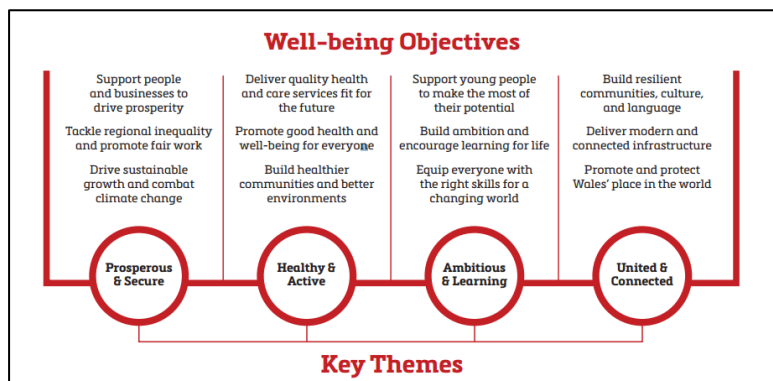 Well-being Objectives
Support people
and businesses to
drive prosperity
Tackle regional inequality
and promote fair work
Drive sustainable
growth and combat
climate change
Deliver quality health
and care services fit for
the future
Promote good health and
well-being for everyone
Build healthier
communities and better
environments
Support young people
to make the most of
their potential
Build ambition and
encourage learning for life
Equip everyone with
the right skills for a
changing world
Build resilient
communities, culture,
and language
Deliver modern and
connected infrastructure
Promote and protect
Wales' place in the world
Prosperous
& Secure
Healthy &
Active
Ambitious
& Learning
United &
Connected
Key Themes